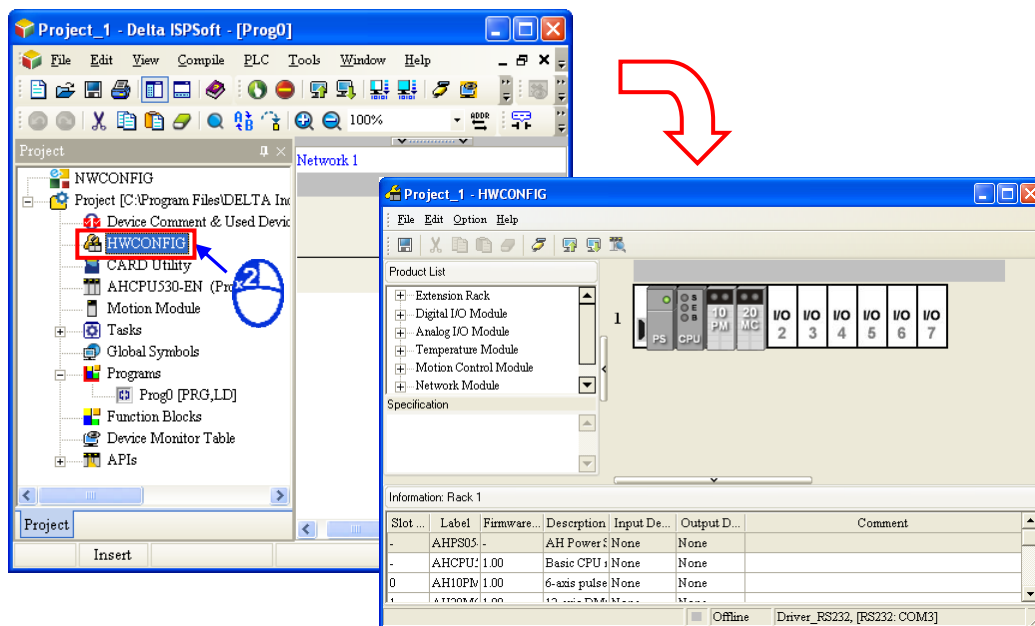 Project_1 - Delta ISPSoft - [Prog0]
File Edit View Compile PLC Tools Window Help
100%
ADDR
Project
Network 1
NWCONFIG
Project [C:\Program Files\DELTA In
Device Comment & Used Devic
HWCONFIG
CARD Utility
AHCPU530-EN (Pr
Motion Module
Tasks
Global Symbols
Programs
Prog0 [PRG,LD]
Function Blocks
Device Monitor Table
APIs
x2
Project
Insert
Project_1 - HWCONFIG
File Edit Option Help
Product List
Extension Rack
Digital I/O Module
Analog I/O Module
Temperature Module
Motion Control Module
Network Module
Specification
1
PS
S
E
B
CPU
10
PM
20
MC
I/O 2
I/O 3
I/O 4
I/O 5
I/O 6
I/O 7
Information: Rack 1
Slot ... Label Firmware... Descrption Input De... Output D... Comment
- AHPS05- - AH Power None None
- AHCPU 1.00 Basic CPU None None
0 AH10PM 1.00 6-axis pulse None None
Offline Driver_RS232, [RS232: COM3]